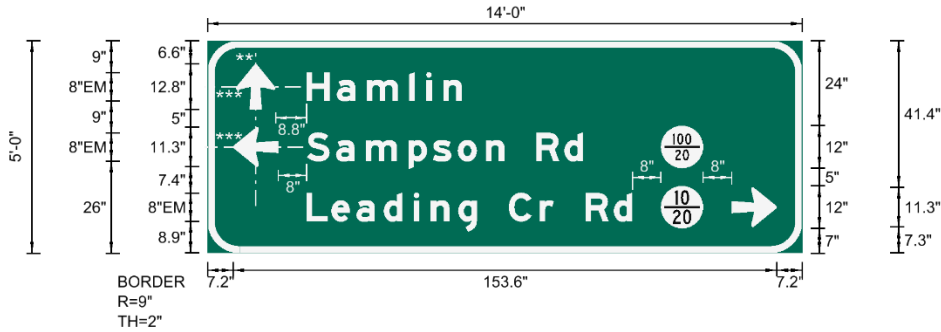 14'-0"
9" 6.6" **' 24" 41.4"
8"EM *** 12.8" Hamlin
9" 5" 8.8"
5'-0" 8"EM *** 11.3" Sampson Rd 100/20 12"
7.4" 8" 8" 8" 5"
26" 8"EM Leading Cr Rd 10/20 12" 11.3"
8.9" 7" 7.3"
7.2" 153.6" 7.2"
BORDER
R=9"
TH=2"